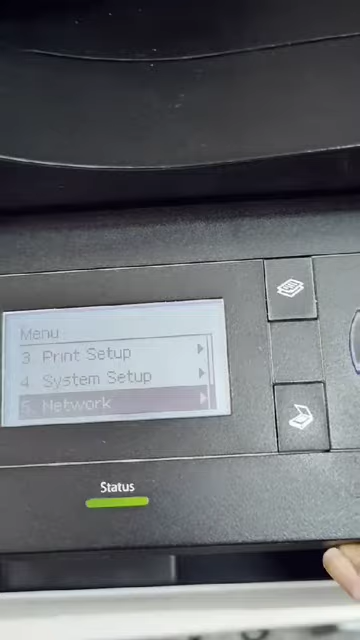 Menu
3. Print Setup
4. System Setup
5. Network
Status